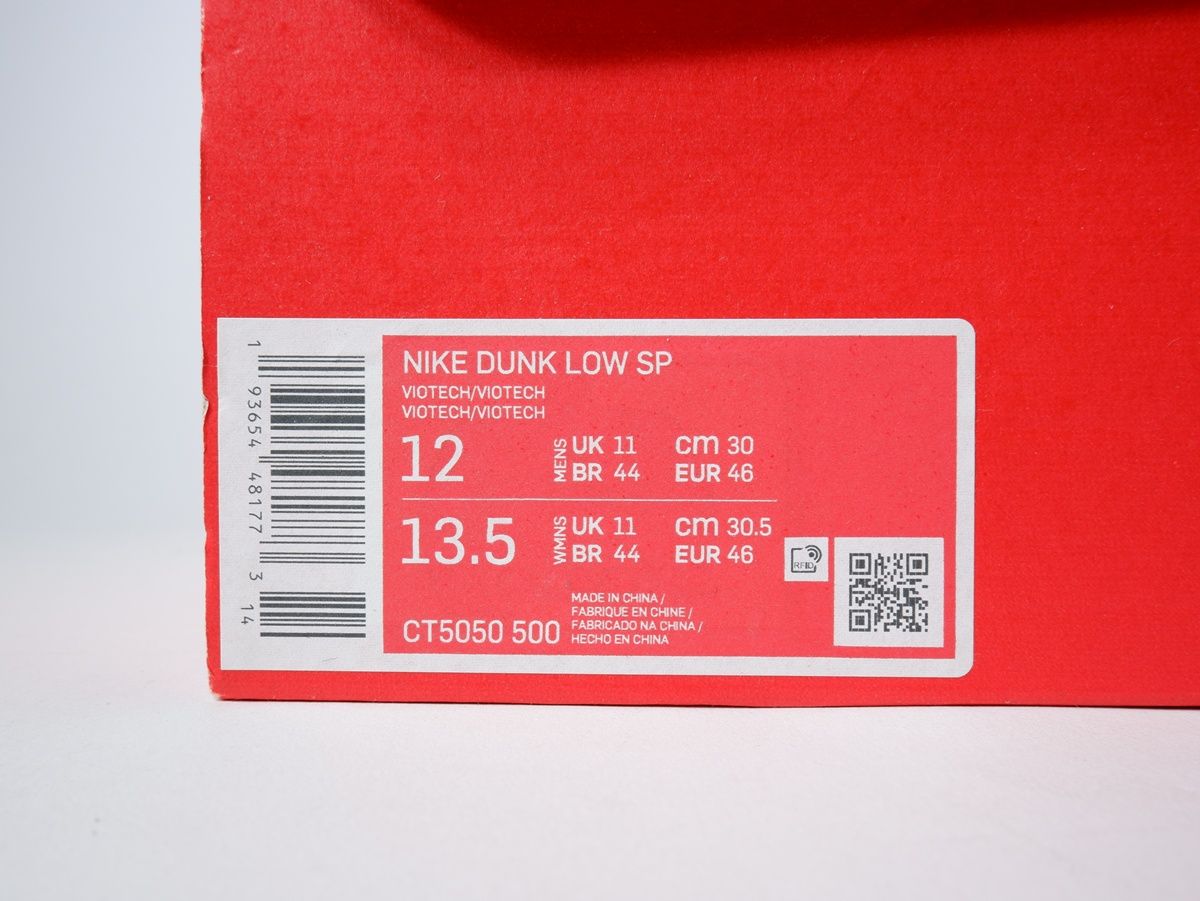 1 93654 48177 3 14
NIKE DUNK LOW SP
VIOTECH/VIOTECH
VIOTECH/VIOTECH
12 MENS UK 11 cm 30
BR 44 EUR 46
13.5 WMNS UK 11 cm 30.5
BR 44 EUR 46
RFID
MADE IN CHINA /
FABRIQUE EN CHINE /
FABRICADO NA CHINA /
HECHO EN CHINA
CT5050 500